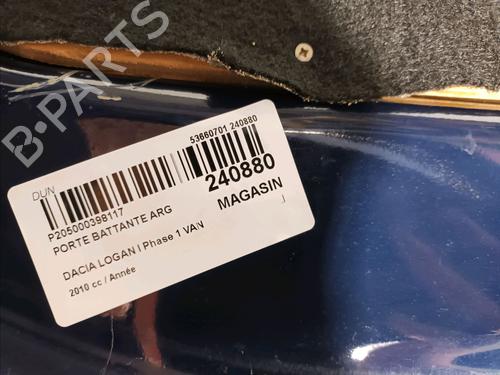 B-PARTS
DUN
53660701 240880
P205000398117
240880
PORTE BATTANTE ARG
MAGASIN
DACIA LOGAN I Phase 1 VAN
2010 cc / Année